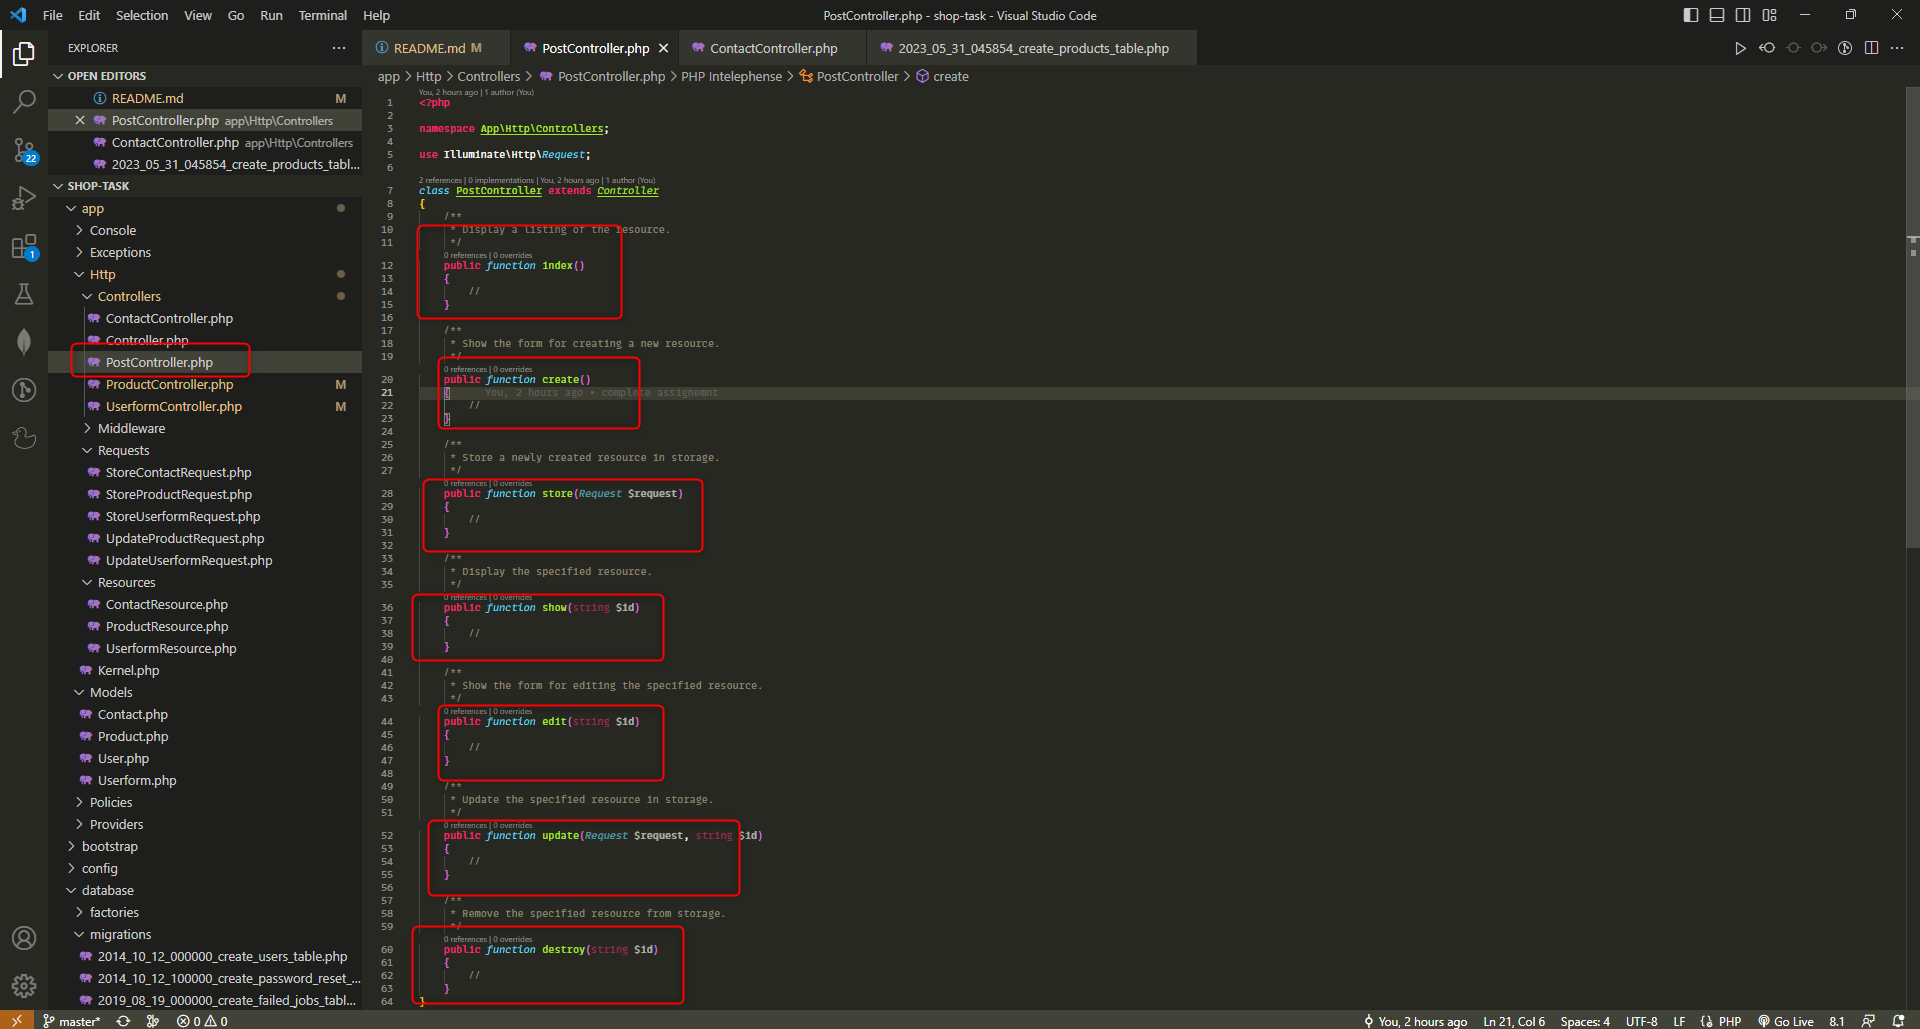 File Edit Selection View Go Run Terminal Help
PostController.php - shop-task - Visual Studio Code
EXPLORER
OPEN EDITORS
README.md M
PostController.php app\Http\Controllers
ContactController.php app\Http\Controllers
2023_05_31_045854_create_products_tabl...
SHOP-TASK
app
Console
Exceptions
Http
Controllers
ContactController.php
Controller.php
PostController.php
ProductController.php M
UserformController.php M
Middleware
Requests
StoreContactRequest.php
StoreProductRequest.php
StoreUserformRequest.php
UpdateProductRequest.php
UpdateUserformRequest.php
Resources
ContactResource.php
ProductResource.php
UserformResource.php
Kernel.php
Models
Contact.php
Product.php
User.php
Userform.php
Policies
Providers
bootstrap
config
database
factories
migrations
2014_10_12_000000_create_users_table.php
2014_10_12_100000_create_password_reset_...
2019_08_19_000000_create_failed_jobs_tabl...
22
1
README.md M PostController.php ContactController.php 2023_05_31_045854_create_products_table.php
app > Http > Controllers > PostController.php > PHP Intelephense > PostController > create
You, 2 hours ago | 1 author (You)
1 <?php
2
3 namespace App\Http\Controllers;
4
5 use Illuminate\Http\Request;
6
2 references | 0 implementations | You, 2 hours ago | 1 author (You)
7 class PostController extends Controller
8 {
9 /**
10 * Display a listing of the resource.
11 */
0 references | 0 overrides
12 public function index()
13 {
14 //
15 }
16
17 /**
18 * Show the form for creating a new resource.
19 */
0 references | 0 overrides
20 public function create()
21 { You, 2 hours ago • complete assignemnt
22 //
23 }
24
25 /**
26 * Store a newly created resource in storage.
27 */
0 references | 0 overrides
28 public function store(Request $request)
29 {
30 //
31 }
32
33 /**
34 * Display the specified resource.
35 */
0 references | 0 overrides
36 public function show(string $id)
37 {
38 //
39 }
40
41 /**
42 * Show the form for editing the specified resource.
43 */
0 references | 0 overrides
44 public function edit(string $id)
45 {
46 //
47 }
48
49 /**
50 * Update the specified resource in storage.
51 */
0 references | 0 overrides
52 public function update(Request $request, string $id)
53 {
54 //
55 }
56
57 /**
58 * Remove the specified resource from storage.
59 */
0 references | 0 overrides
60 public function destroy(string $id)
61 {
62 //
63 }
64 }
master* 0 0 You, 2 hours ago Ln 21, Col 6 Spaces: 4 UTF-8 LF PHP Go Live 8.1